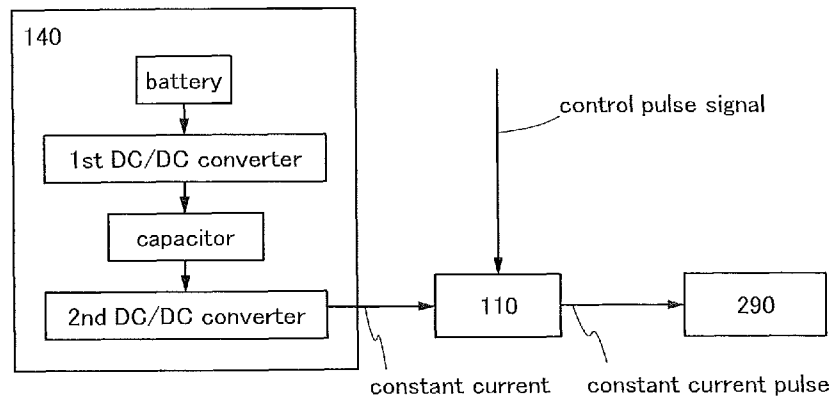 140
battery
1st DC/DC converter
capacitor
2nd DC/DC converter
control pulse signal
110
290
constant current
constant current pulse